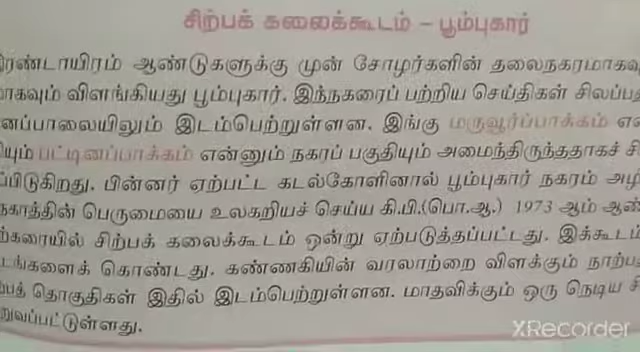 சிற்பக் கலைக்கூடம் – பூம்புகார்
ரண்டாயிரம் ஆண்டுகளுக்கு முன் சோழர்களின் தலைநகரமாகவு
ாகவும் விளங்கியது பூம்புகார். இந்நகரைப் பற்றிய செய்திகள் சிலப்பதி
னப்பாலையிலும் இடம்பெற்றுள்ளன. இங்கு மருவூர்ப்பாக்கம் என
யும் பட்டினப்பாக்கம் என்னும் நகரப் பகுதியும் அமைந்திருந்ததாகச் சி
ப்பிடுகிறது. பின்னர் ஏற்பட்ட கடல்கோளினால் பூம்புகார் நகரம் அழ
நகரத்தின் பெருமையை உலகறியச் செய்ய கி.பி.(பொ.ஆ.) 1973 ஆம் ஆண்
ற்கரையில் சிற்பக் கலைக்கூடம் ஒன்று ஏற்படுத்தப்பட்டது. இக்கூடம்
டங்களைக் கொண்டது. கண்ணகியின் வரலாற்றை விளக்கும் நாற்ப
பத் தொகுதிகள் இதில் இடம்பெற்றுள்ளன. மாதவிக்கும் ஒரு நெடிய சி
றுவப்பட்டுள்ளது.
XRecorder